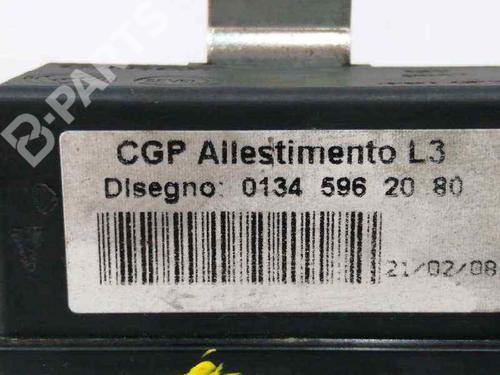 B-PARTS
CGP Allestimento L3
Disegno: 0134 596 20 80
21/02/08